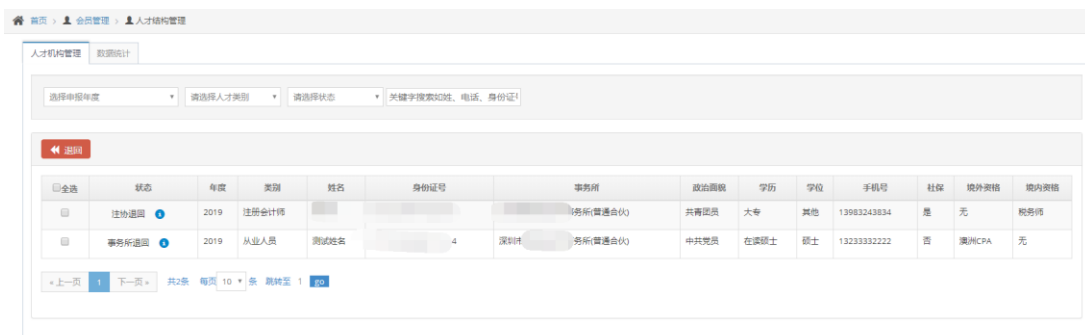 首页 > 会员管理 > 人才结构管理
人才机构管理 数据统计
选择申报年度 请选择人才类别 请选择状态 关键字搜索如姓、电话、身份证号
退回
全选 状态 年度 类别 姓名 身份证号 事务所 政治面貌 学历 学位 手机号 社保 境外资格 境内资格
注协退回 2019 注册会计师 务所(普通合伙) 共青团员 大专 其他 13983243834 是 无 税务师
事务所退回 2019 从业人员 测试姓名 4 深圳市 务所(普通合伙) 中共党员 在读硕士 硕士 13233332222 否 澳洲CPA 无
«上一页 1 下一页» 共2条 每页 10 条 跳转至 1 go